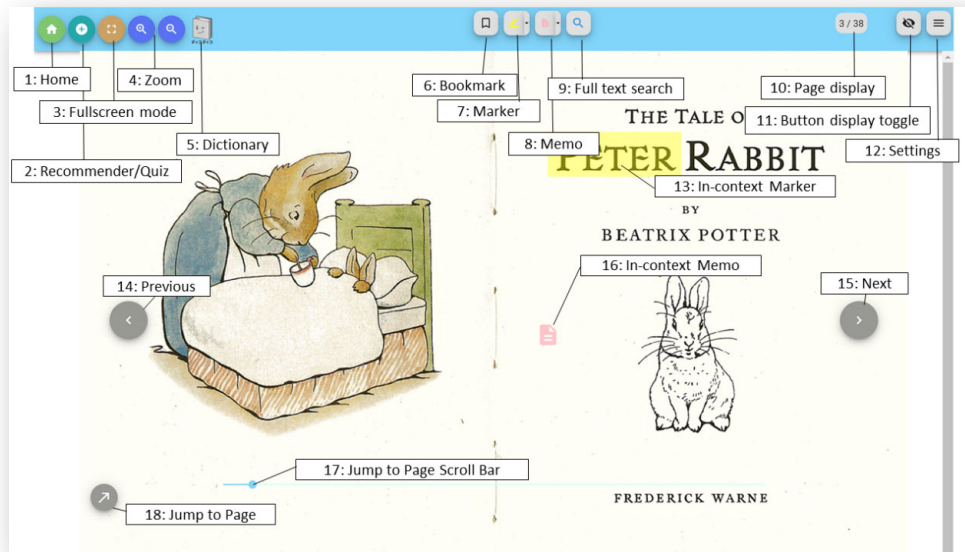 3 / 38
1: Home
4: Zoom
6: Bookmark
9: Full text search
10: Page display
3: Fullscreen mode
7: Marker
THE TALE O
11: Button display toggle
5: Dictionary
8: Memo
12: Settings
2: Recommender/Quiz
PETER RABBIT
13: In-context Marker
BY
BEATRIX POTTER
16: In-context Memo
14: Previous
15: Next
17: Jump to Page Scroll Bar
FREDERICK WARNE
18: Jump to Page